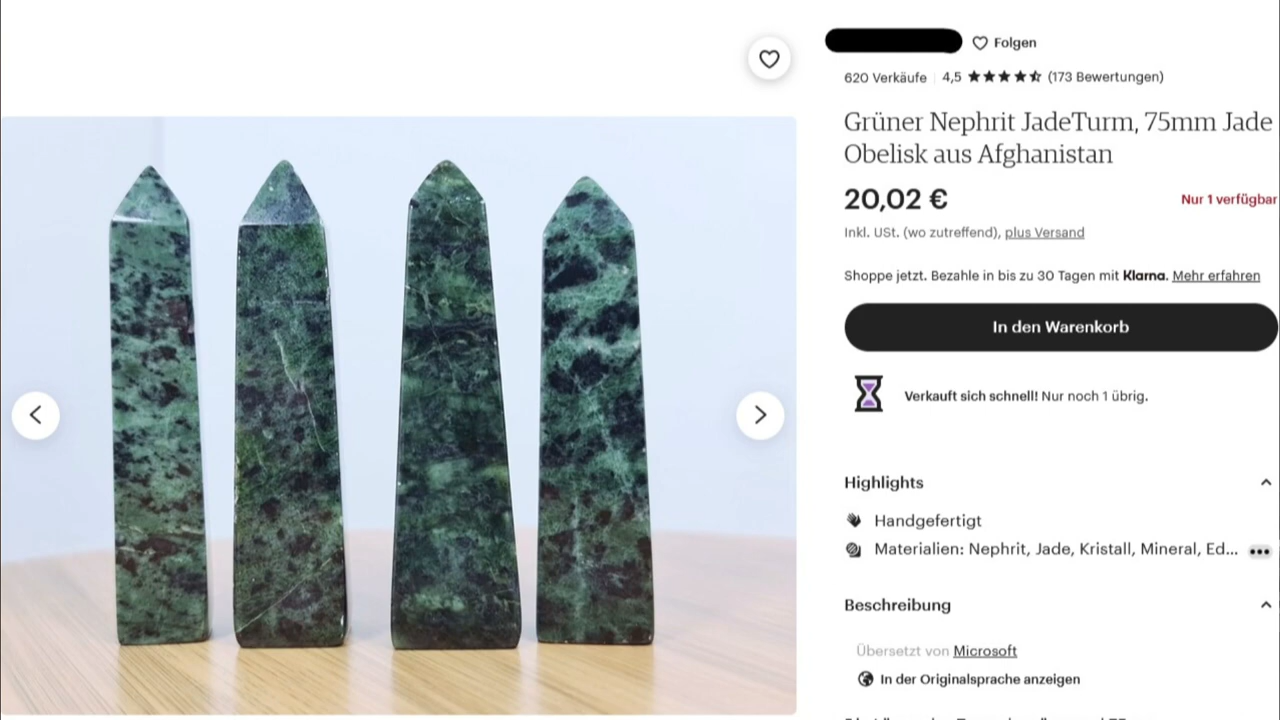 Folgen
620 Verkäufe 4,5 (173 Bewertungen)
Grüner Nephrit JadeTurm, 75mm Jade
Obelisk aus Afghanistan
20,02 €
Nur 1 verfügbar
Inkl. USt. (wo zutreffend), plus Versand
Shoppe jetzt. Bezahle in bis zu 30 Tagen mit Klarna. Mehr erfahren
In den Warenkorb
Verkauft sich schnell! Nur noch 1 übrig.
Highlights
Handgefertigt
Materialien: Nephrit, Jade, Kristall, Mineral, Ed...
Beschreibung
Übersetzt von Microsoft
In der Originalsprache anzeigen